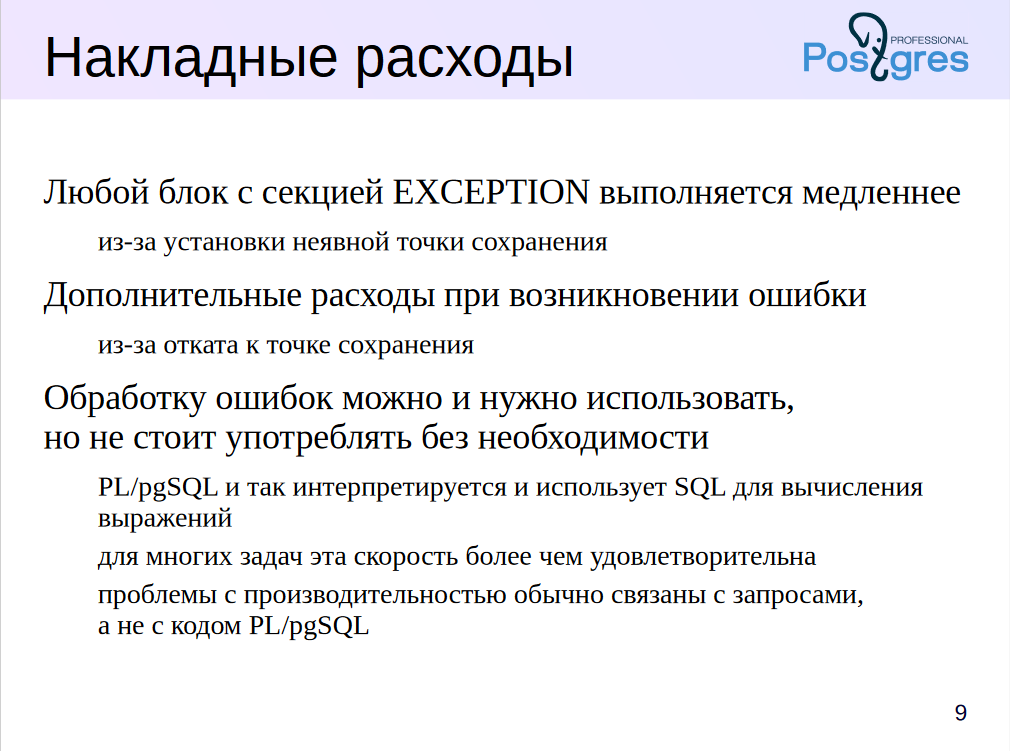 Накладные расходы
PROFESSIONAL
Postgres
Любой блок с секцией EXCEPTION выполняется медленнее
из-за установки неявной точки сохранения
Дополнительные расходы при возникновении ошибки
из-за отката к точке сохранения
Обработку ошибок можно и нужно использовать,
но не стоит употреблять без необходимости
PL/pgSQL и так интерпретируется и использует SQL для вычисления
выражений
для многих задач эта скорость более чем удовлетворительна
проблемы с производительностью обычно связаны с запросами,
а не с кодом PL/pgSQL
9